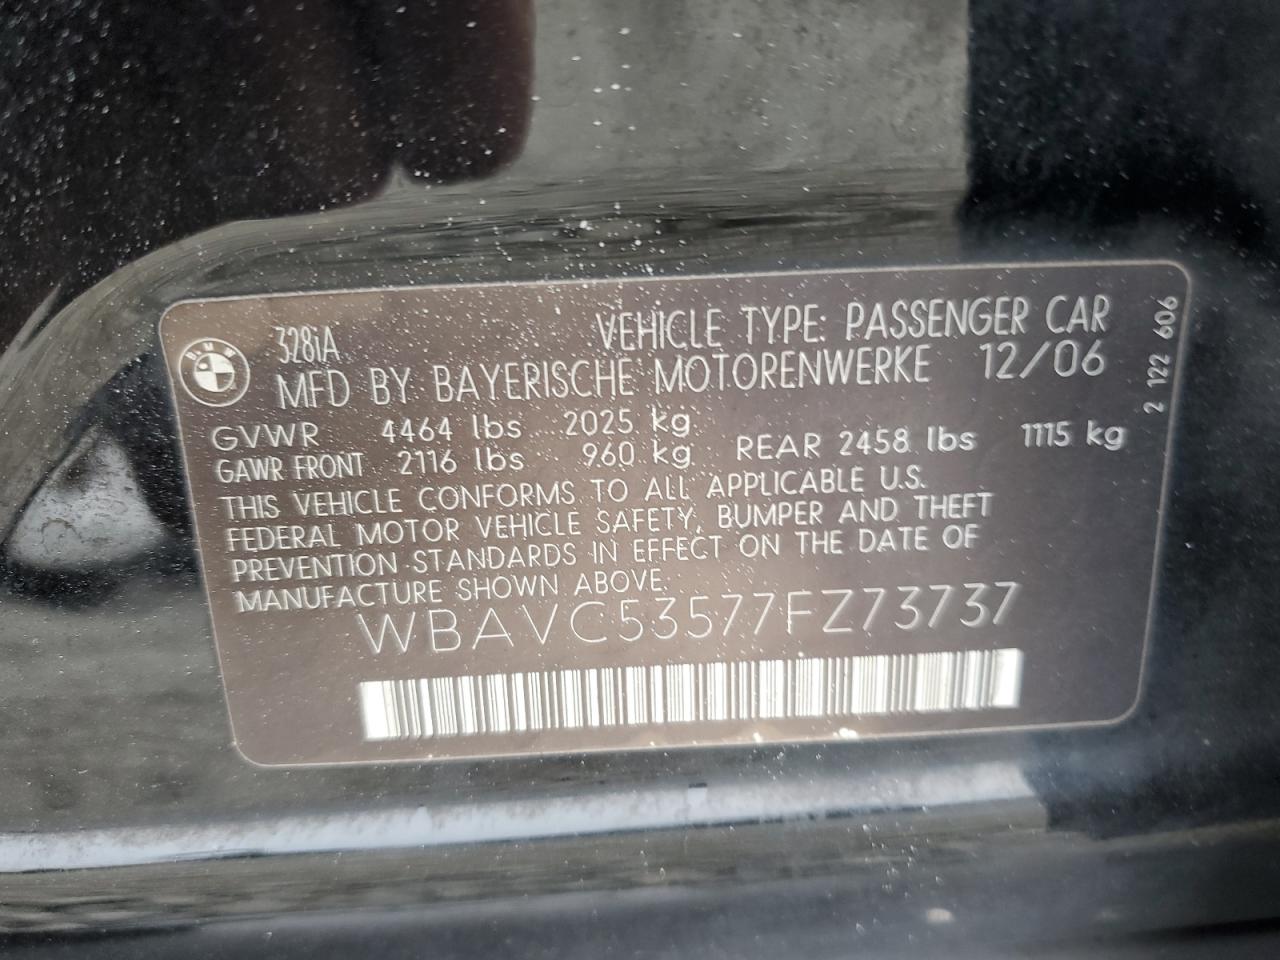 328iA VEHICLE TYPE: PASSENGER CAR
BMW
MFD BY BAYERISCHE MOTORENWERKE 12/06
GVWR 4464 lbs 2025 kg
GAWR FRONT 2116 lbs 960 kg REAR 2458 lbs 1115 kg
THIS VEHICLE CONFORMS TO ALL APPLICABLE U.S.
FEDERAL MOTOR VEHICLE SAFETY, BUMPER AND THEFT
PREVENTION STANDARDS IN EFFECT ON THE DATE OF
MANUFACTURE SHOWN ABOVE.
WBAVC53577FZ73737
2 122 606